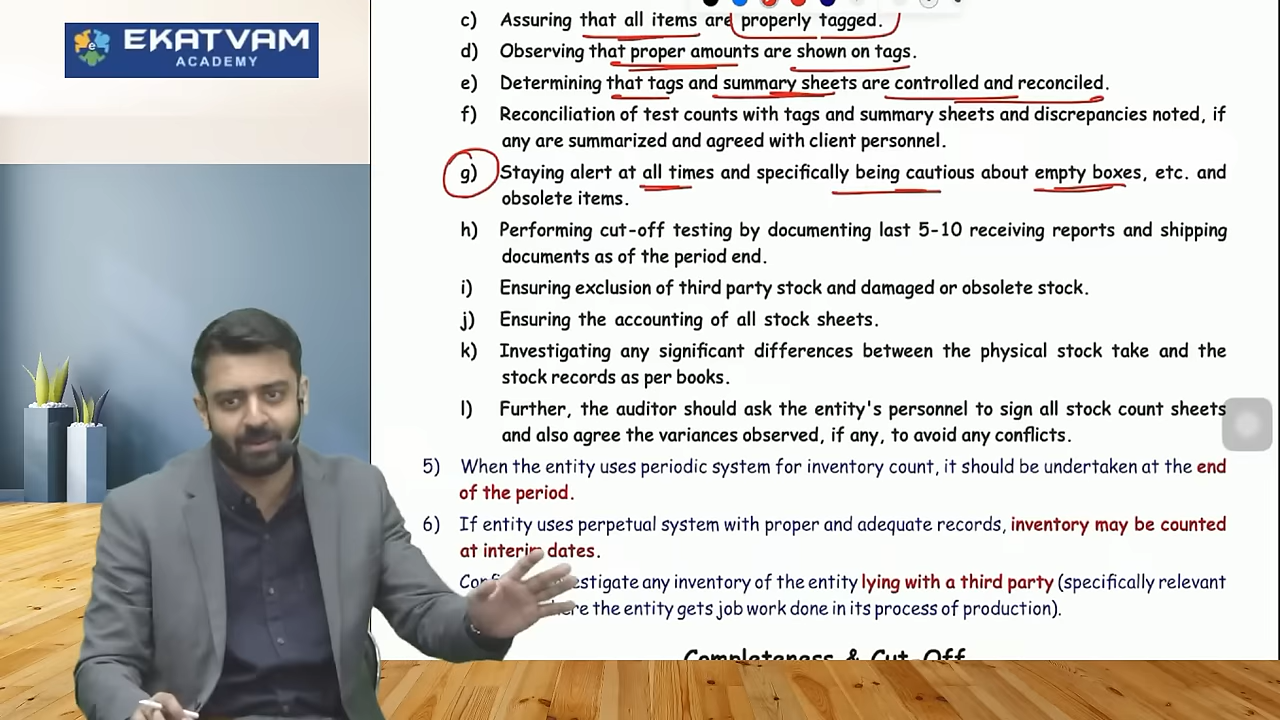 EKATVAM
ACADEMY
c) Assuring that all items are properly tagged.
d) Observing that proper amounts are shown on tags.
e) Determining that tags and summary sheets are controlled and reconciled.
f) Reconciliation of test counts with tags and summary sheets and discrepancies noted, if
any are summarized and agreed with client personnel.
g) Staying alert at all times and specifically being cautious about empty boxes, etc. and
obsolete items.
h) Performing cut-off testing by documenting last 5-10 receiving reports and shipping
documents as of the period end.
i) Ensuring exclusion of third party stock and damaged or obsolete stock.
j) Ensuring the accounting of all stock sheets.
k) Investigating any significant differences between the physical stock take and the
stock records as per books.
l) Further, the auditor should ask the entity's personnel to sign all stock count sheets
and also agree the variances observed, if any, to avoid any conflicts.
5) When the entity uses periodic system for inventory count, it should be undertaken at the end
of the period.
6) If entity uses perpetual system with proper and adequate records, inventory may be counted
at interim dates.
any inventory of the entity lying with a third party (specifically relevant
the entity gets job work done in its process of production).
Completeness & Cut Off